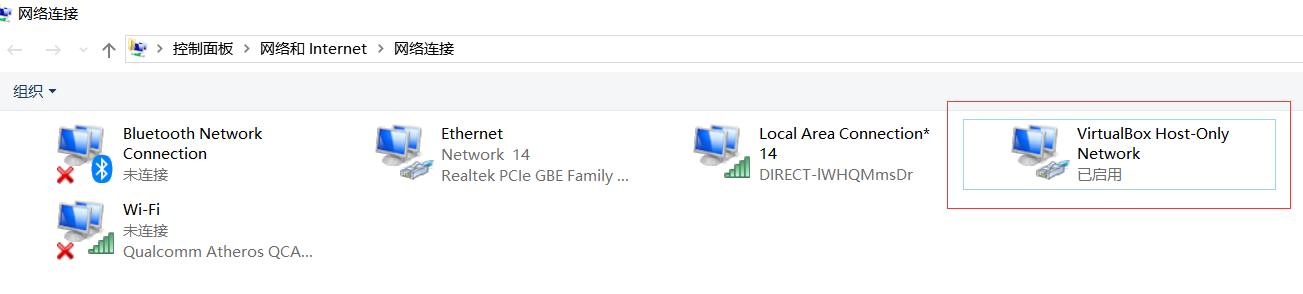 网络连接
控制面板 > 网络和 Internet > 网络连接
组织
Bluetooth Network
Connection
未连接
Ethernet
Network 14
Realtek PCIe GBE Family ...
Local Area Connection*
14
DIRECT-lWHQMmsDr
VirtualBox Host-Only
Network
已启用
Wi-Fi
未连接
Qualcomm Atheros QCA...